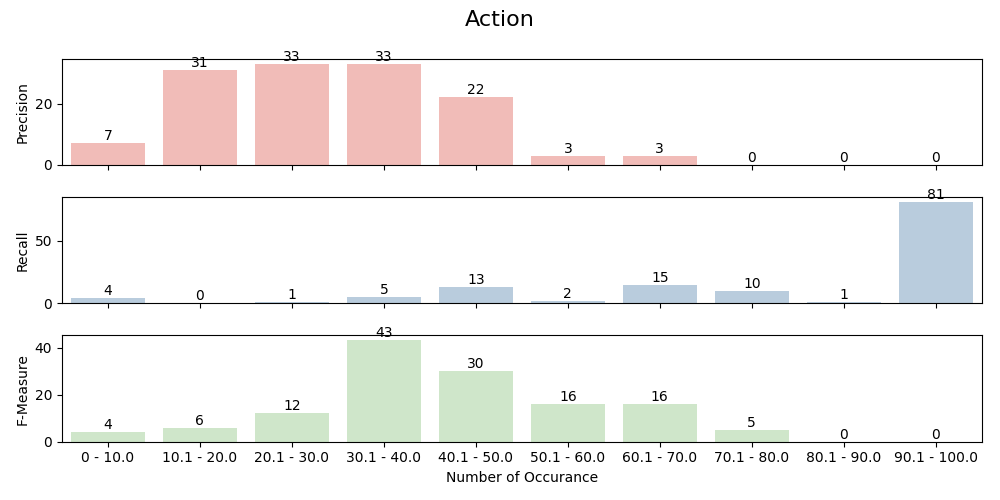 Action
Precision
20
0
7 31 33 33 22 3 3 0 0 0
Recall
50
0
4 0 1 5 13 2 15 10 1 81
F-Measure
40
20
0
4 6 12 43 30 16 16 5 0 0
0 - 10.0 10.1 - 20.0 20.1 - 30.0 30.1 - 40.0 40.1 - 50.0 50.1 - 60.0 60.1 - 70.0 70.1 - 80.0 80.1 - 90.0 90.1 - 100.0
Number of Occurance